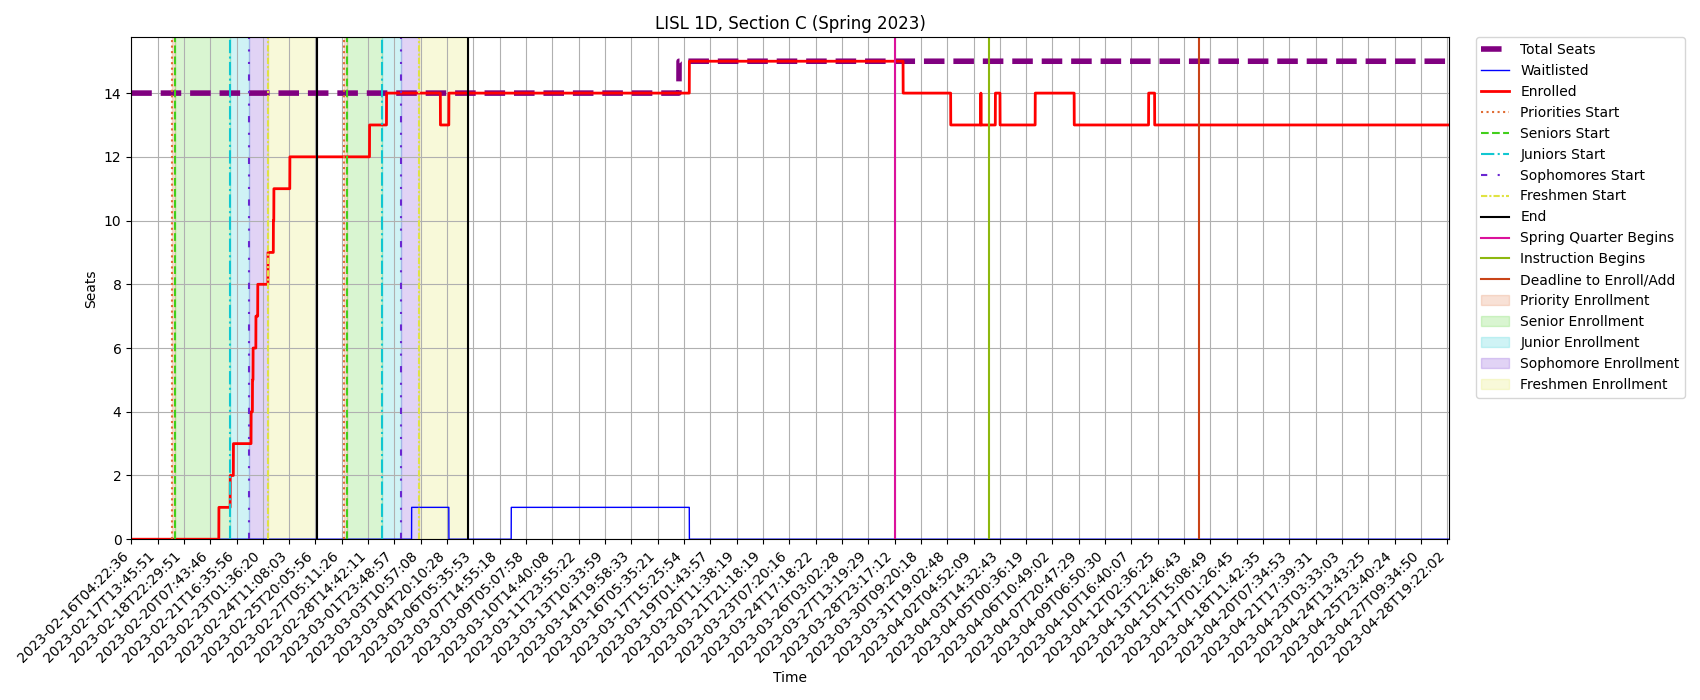 LISL 1D, Section C (Spring 2023)
Seats
14
12
10
8
6
4
2
0
2023-02-16T04:22:36
2023-02-17T13:45:51
2023-02-18T22:29:51
2023-02-20T07:43:46
2023-02-21T16:35:56
2023-02-23T01:36:20
2023-02-24T11:08:03
2023-02-25T20:05:56
2023-02-27T05:11:26
2023-02-28T14:42:11
2023-03-01T23:48:57
2023-03-03T10:57:08
2023-03-04T20:10:28
2023-03-06T05:35:53
2023-03-07T14:55:18
2023-03-09T05:07:58
2023-03-10T14:40:08
2023-03-11T23:55:22
2023-03-13T10:33:59
2023-03-14T19:58:33
2023-03-16T05:35:21
2023-03-17T15:25:54
2023-03-19T01:43:57
2023-03-20T11:38:19
2023-03-21T21:18:19
2023-03-23T07:20:16
2023-03-24T17:18:22
2023-03-26T03:02:28
2023-03-27T13:19:29
2023-03-28T23:17:12
2023-03-30T09:20:18
2023-03-31T19:02:48
2023-04-02T04:52:09
2023-04-03T14:32:43
2023-04-05T00:36:19
2023-04-06T10:49:02
2023-04-07T20:47:29
2023-04-09T06:50:30
2023-04-10T16:40:07
2023-04-12T02:36:25
2023-04-13T12:46:43
2023-04-15T15:08:49
2023-04-17T01:26:45
2023-04-18T11:42:35
2023-04-20T07:34:53
2023-04-21T17:39:31
2023-04-23T03:33:03
2023-04-24T13:43:25
2023-04-25T23:40:24
2023-04-27T09:34:50
2023-04-28T19:22:02
Time
Total Seats
Waitlisted
Enrolled
Priorities Start
Seniors Start
Juniors Start
Sophomores Start
Freshmen Start
End
Spring Quarter Begins
Instruction Begins
Deadline to Enroll/Add
Priority Enrollment
Senior Enrollment
Junior Enrollment
Sophomore Enrollment
Freshmen Enrollment